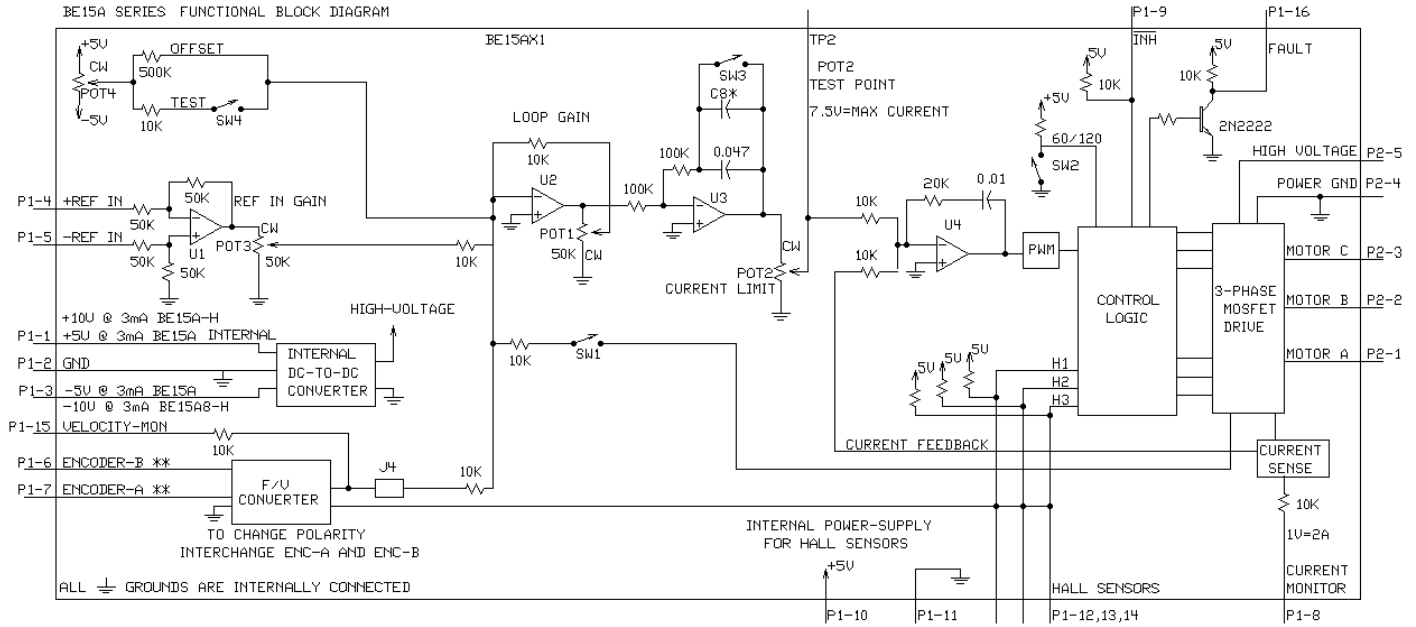 BE15A SERIES FUNCTIONAL BLOCK DIAGRAM
P1-9
P1-16
BE15AX1
TP2
INH
FAULT
+5V
OFFSET
CW
500K
POT4
TEST
-5V
10K
SW4
SW3
C8*
POT2
TEST POINT
7.5V=MAX CURRENT
5V
10K
5V
10K
2N2222
+5V
60/120
SW2
LOOP GAIN
10K
100K
0.047
U2
100K
U3
POT1
50K
CW
CW
POT2
CURRENT LIMIT
HIGH VOLTAGE P2-5
POWER GND P2-4
P1-4 +REF IN
50K
50K
REF IN GAIN
P1-5 -REF IN
50K
U1
50K
CW
POT3
50K
10K
10K
10K
20K
0.01
U4
PWM
CONTROL
LOGIC
3-PHASE
MOSFET
DRIVE
MOTOR C P2-3
MOTOR B P2-2
MOTOR A P2-1
+10V @ 3mA BE15A-H
P1-1 +5V @ 3mA BE15A INTERNAL
P1-2 GND
P1-3 -5V @ 3mA BE15A
-10V @ 3mA BE15A8-H
HIGH-VOLTAGE
INTERNAL
DC-TO-DC
CONVERTER
10K
SW1
5V
5V
5V
H1
H2
H3
P1-15 VELOCITY-MON
10K
P1-6 ENCODER-B **
P1-7 ENCODER-A **
F/V
CONVERTER
J4
10K
CURRENT FEEDBACK
CURRENT
SENSE
10K
1V=2A
TO CHANGE POLARITY
INTERCHANGE ENC-A AND ENC-B
INTERNAL POWER-SUPPLY
FOR HALL SENSORS
+5V
ALL GROUNDS ARE INTERNALLY CONNECTED
HALL SENSORS
CURRENT
MONITOR
P1-10
P1-11
P1-12,13,14
P1-8